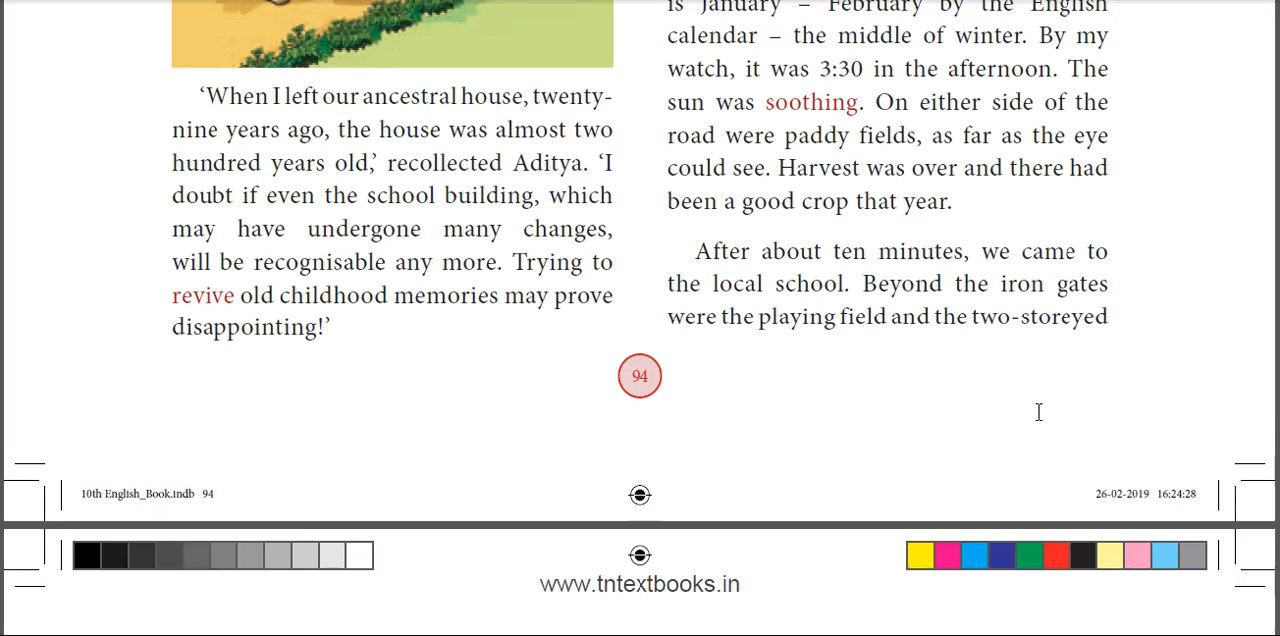 ‘When I left our ancestral house, twenty-
nine years ago, the house was almost two
hundred years old,’ recollected Aditya. ‘I
doubt if even the school building, which
may have undergone many changes,
will be recognisable any more. Trying to
revive old childhood memories may prove
disappointing!’
is January – February by the English
calendar – the middle of winter. By my
watch, it was 3:30 in the afternoon. The
sun was soothing. On either side of the
road were paddy fields, as far as the eye
could see. Harvest was over and there had
been a good crop that year.
After about ten minutes, we came to
the local school. Beyond the iron gates
were the playing field and the two-storeyed
94
10th English_Book.indb 94
26-02-2019 16:24:28
www.tntextbooks.in